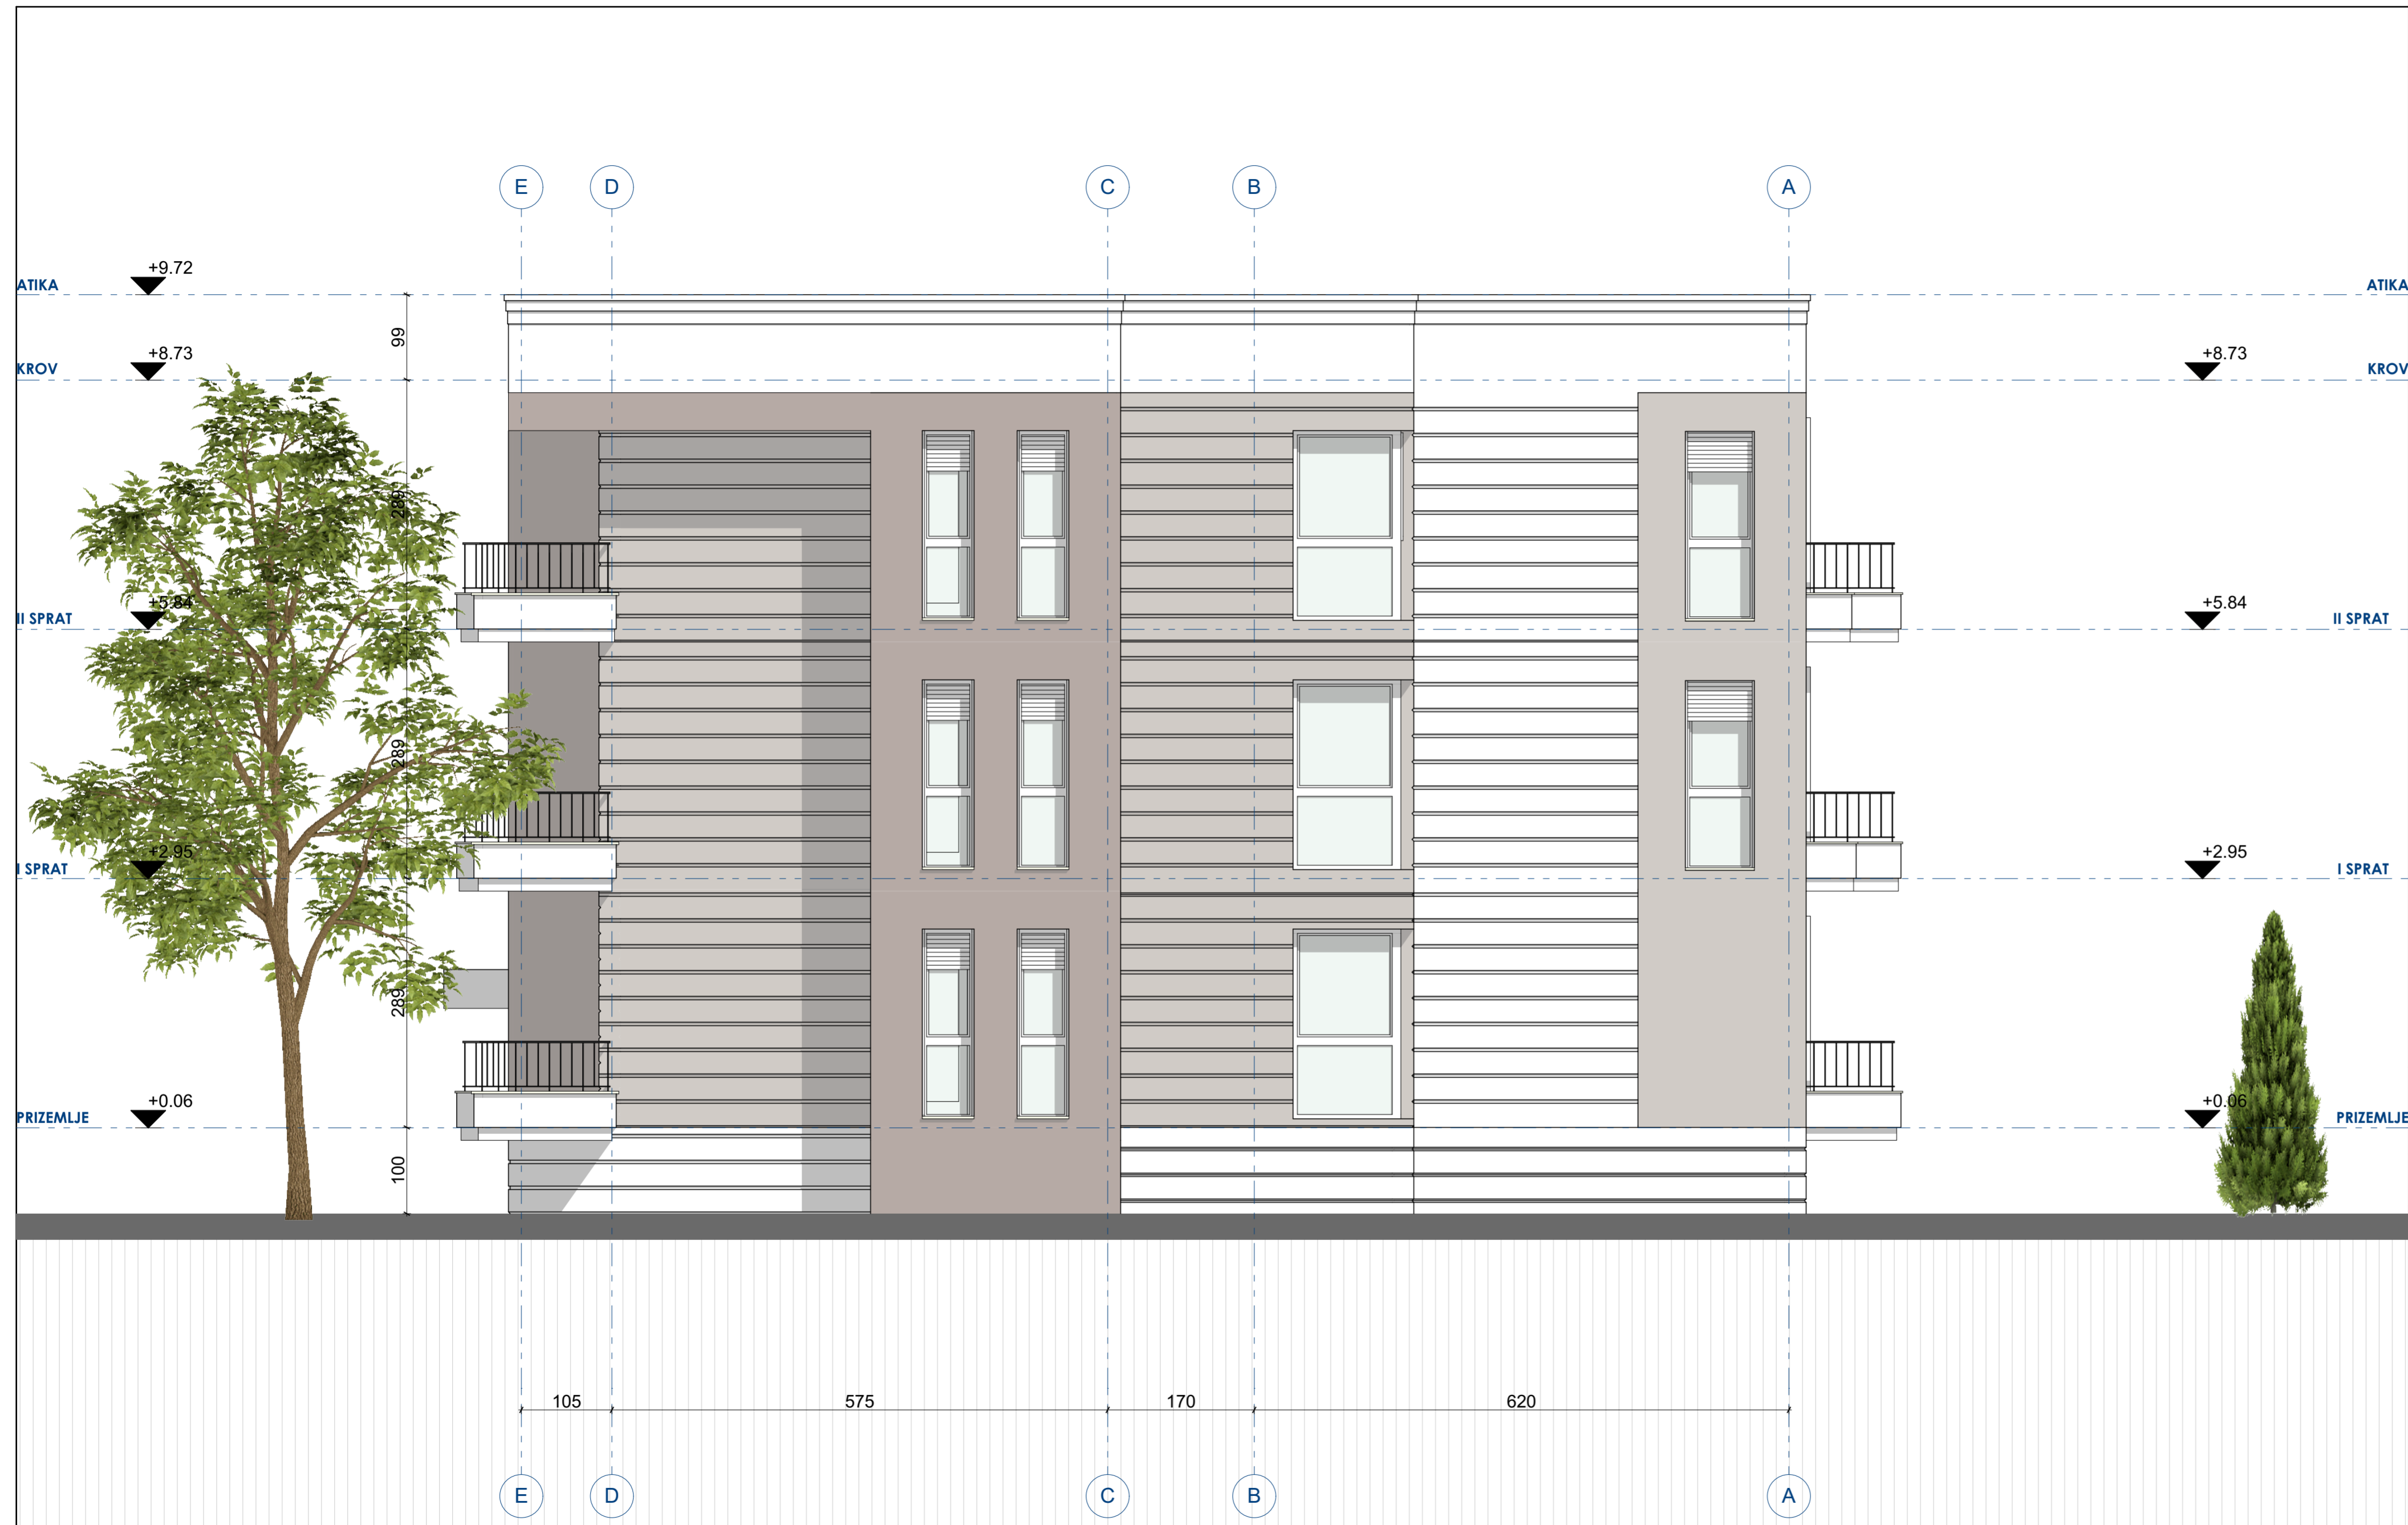 E D C B A
+9.72
ATIKA ATIKA
99
+8.73 +8.73
KROV KROV
289
+5.84 +5.84
II SPRAT II SPRAT
289
+2.95 +2.95
I SPRAT I SPRAT
289
+0.06 +0.06
PRIZEMLJE PRIZEMLJE
100
105 575 170 620
E D C B A